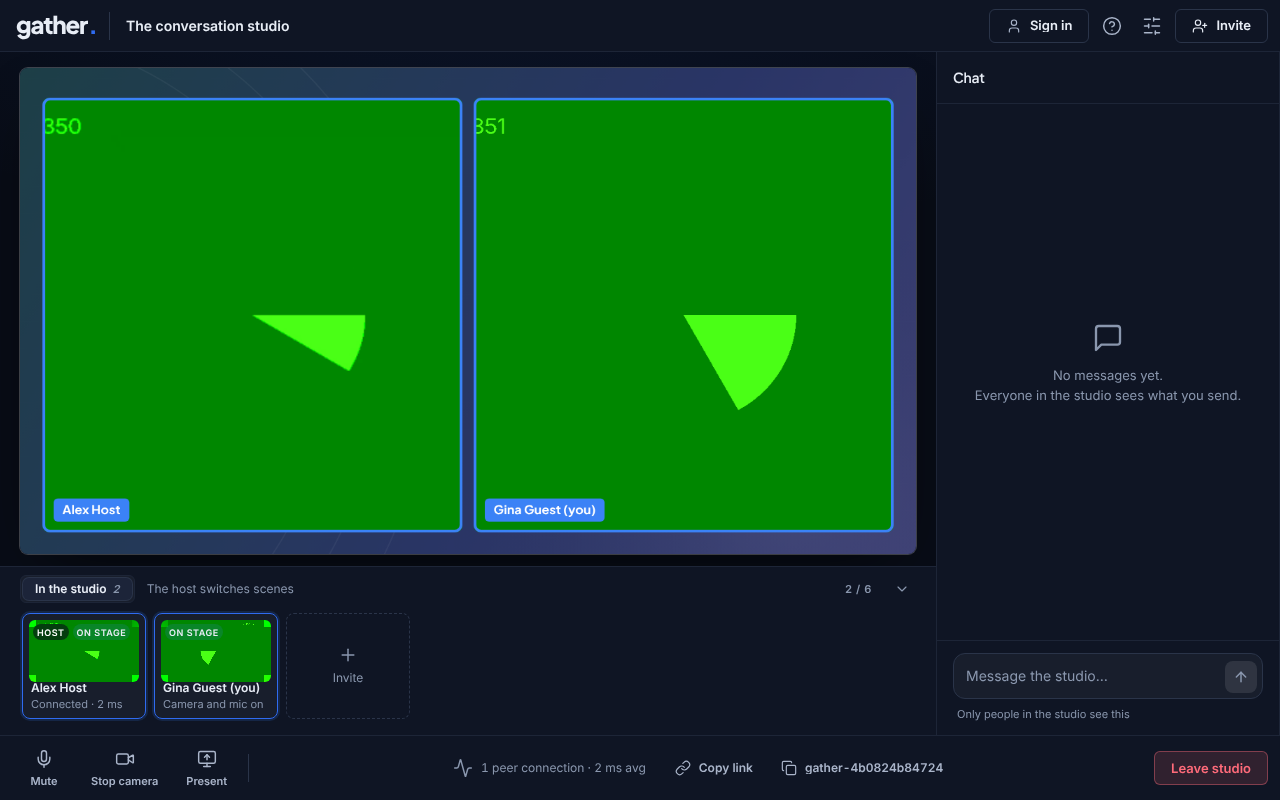 gather.
The conversation studio
Sign in
Invite
350
351
Alex Host
Gina Guest (you)
Chat
No messages yet.
Everyone in the studio sees what you send.
In the studio 2
The host switches scenes
2 / 6
HOST
ON STAGE
Alex Host
Connected · 2 ms
ON STAGE
Gina Guest (you)
Camera and mic on
Invite
Message the studio...
Only people in the studio see this
Mute
Stop camera
Present
1 peer connection · 2 ms avg
Copy link
gather-4b0824b84724
Leave studio